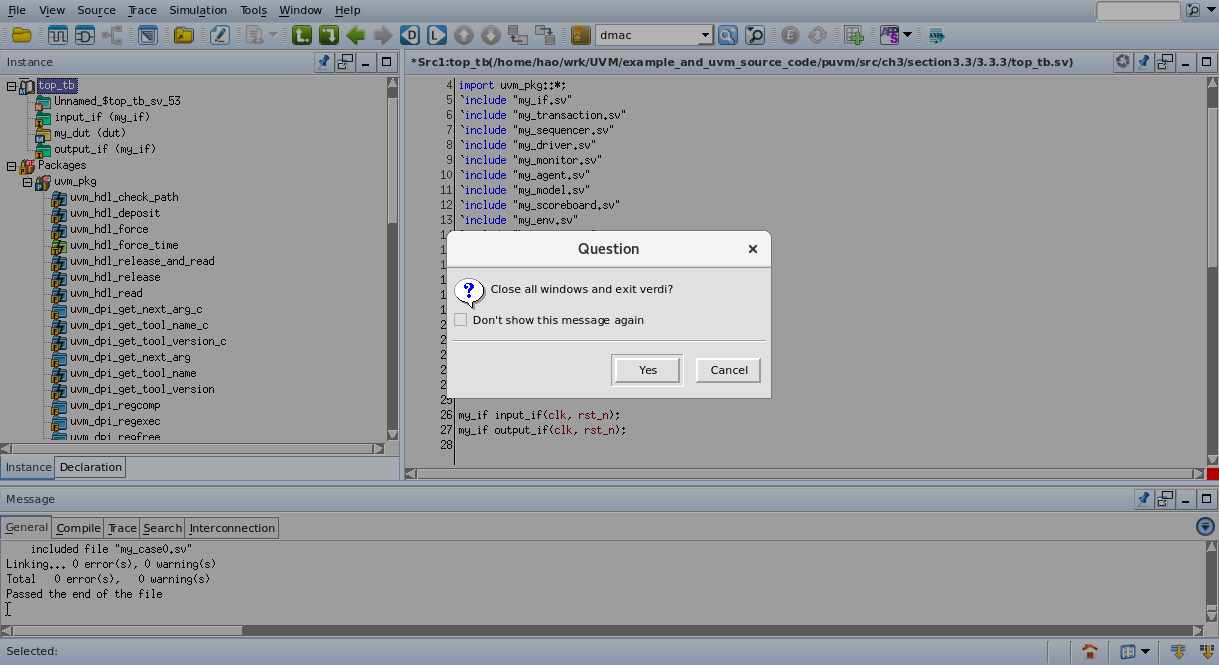 File View Source Trace Simulation Tools Window Help
dmac
Instance
*Src1:top_tb(/home/hao/wrk/UVM/example_and_uvm_source_code/puvm/src/ch3/section3.3/3.3.3/top_tb.sv)
top_tb
Unnamed_$top_tb_sv_53
input_if (my_if)
my_dut (dut)
output_if (my_if)
Packages
uvm_pkg
uvm_hdl_check_path
uvm_hdl_deposit
uvm_hdl_force
uvm_hdl_force_time
uvm_hdl_release_and_read
uvm_hdl_release
uvm_hdl_read
uvm_dpi_get_next_arg_c
uvm_dpi_get_tool_name_c
uvm_dpi_get_tool_version_c
uvm_dpi_get_next_arg
uvm_dpi_get_tool_name
uvm_dpi_get_tool_version
uvm_dpi_regcomp
uvm_dpi_regexec
uvm_dpi_regfree
Instance Declaration
4 import uvm_pkg::*;
5 `include "my_if.sv"
6 `include "my_transaction.sv"
7 `include "my_sequencer.sv"
8 `include "my_driver.sv"
9 `include "my_monitor.sv"
10 `include "my_agent.sv"
11 `include "my_model.sv"
12 `include "my_scoreboard.sv"
13 `include "my_env.sv"
26 my_if input_if(clk, rst_n);
27 my_if output_if(clk, rst_n);
28
Question
Close all windows and exit verdi?
Don't show this message again
Yes Cancel
Message
General Compile Trace Search Interconnection
included file "my_case0.sv"
Linking... 0 error(s), 0 warning(s)
Total 0 error(s), 0 warning(s)
Passed the end of the file
Selected: